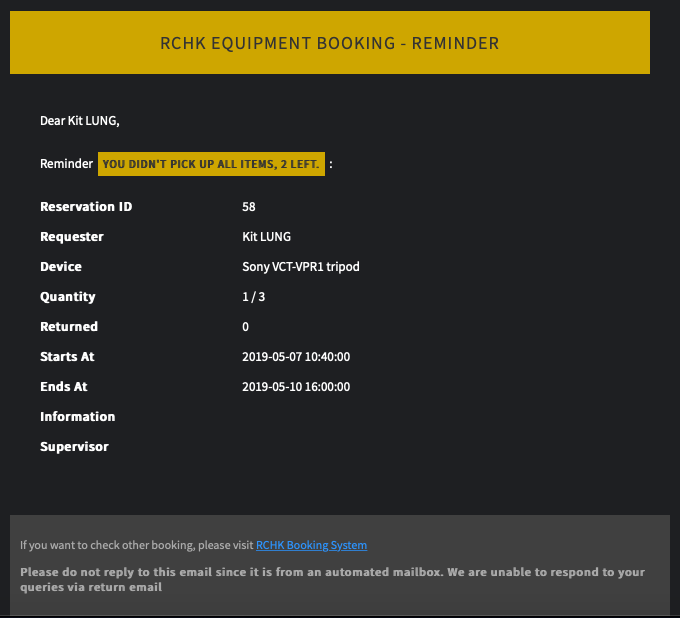 RCHK EQUIPMENT BOOKING - REMINDER
Dear Kit LUNG,
Reminder YOU DIDN'T PICK UP ALL ITEMS, 2 LEFT. :
Reservation ID 58
Requester Kit LUNG
Device Sony VCT-VPR1 tripod
Quantity 1 / 3
Returned 0
Starts At 2019-05-07 10:40:00
Ends At 2019-05-10 16:00:00
Information
Supervisor
If you want to check other booking, please visit RCHK Booking System
Please do not reply to this email since it is from an automated mailbox. We are unable to respond to your
queries via return email